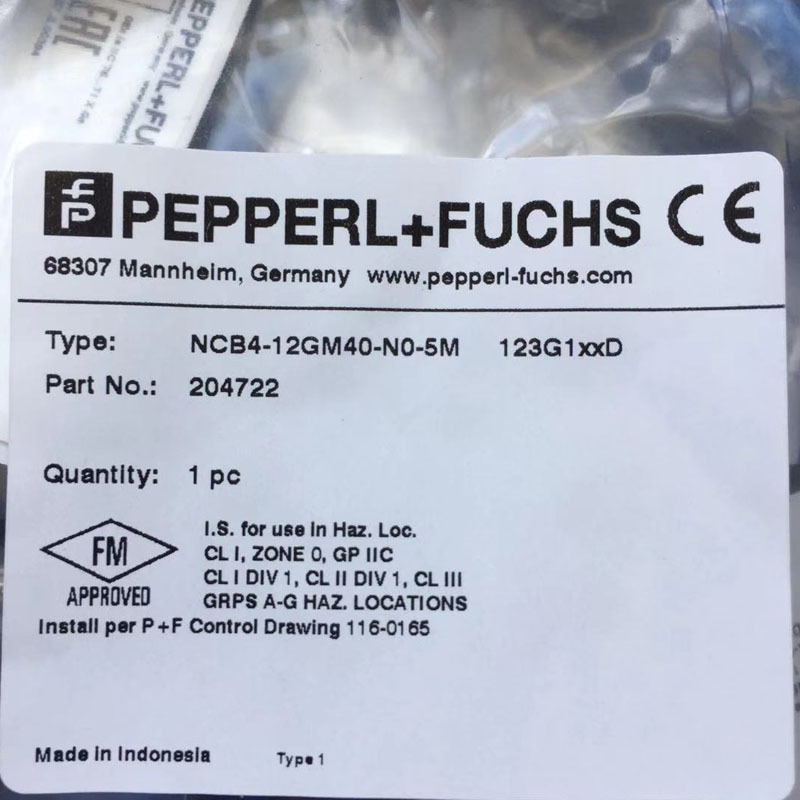 EAC
PEPPERL+FU
PEPPERL+FUCHS CE
68307 Mannheim, Germany www.pepperl-fuchs.com
Type: NCB4-12GM40-N0-5M 123G1xxD
Part No.: 204722
Quantity: 1 pc
FM
APPROVED
I.S. for use in Haz. Loc.
CL I, ZONE 0, GP IIC
CL I DIV 1, CL II DIV 1, CL III
GRPS A-G HAZ. LOCATIONS
Install per P+F Control Drawing 116-0165
Made in Indonesia Type 1